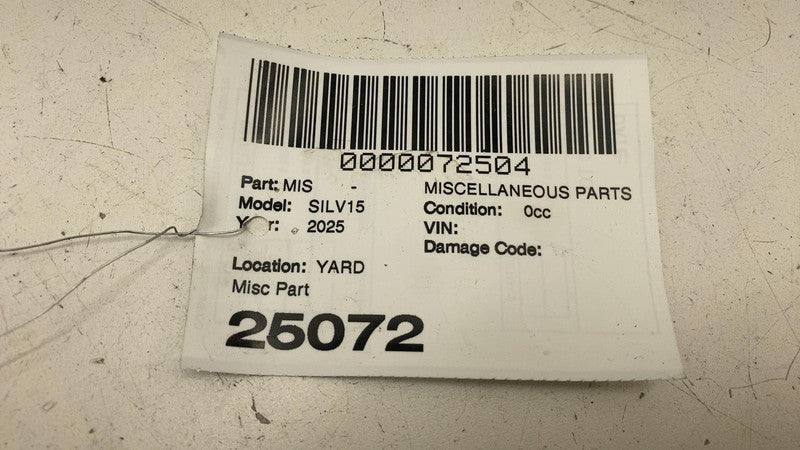 0000072504
Part: MIS - MISCELLANEOUS PARTS
Model: SILV15 Condition: 0cc
2025 VIN:
Damage Code:
Location: YARD
Misc Part
25072